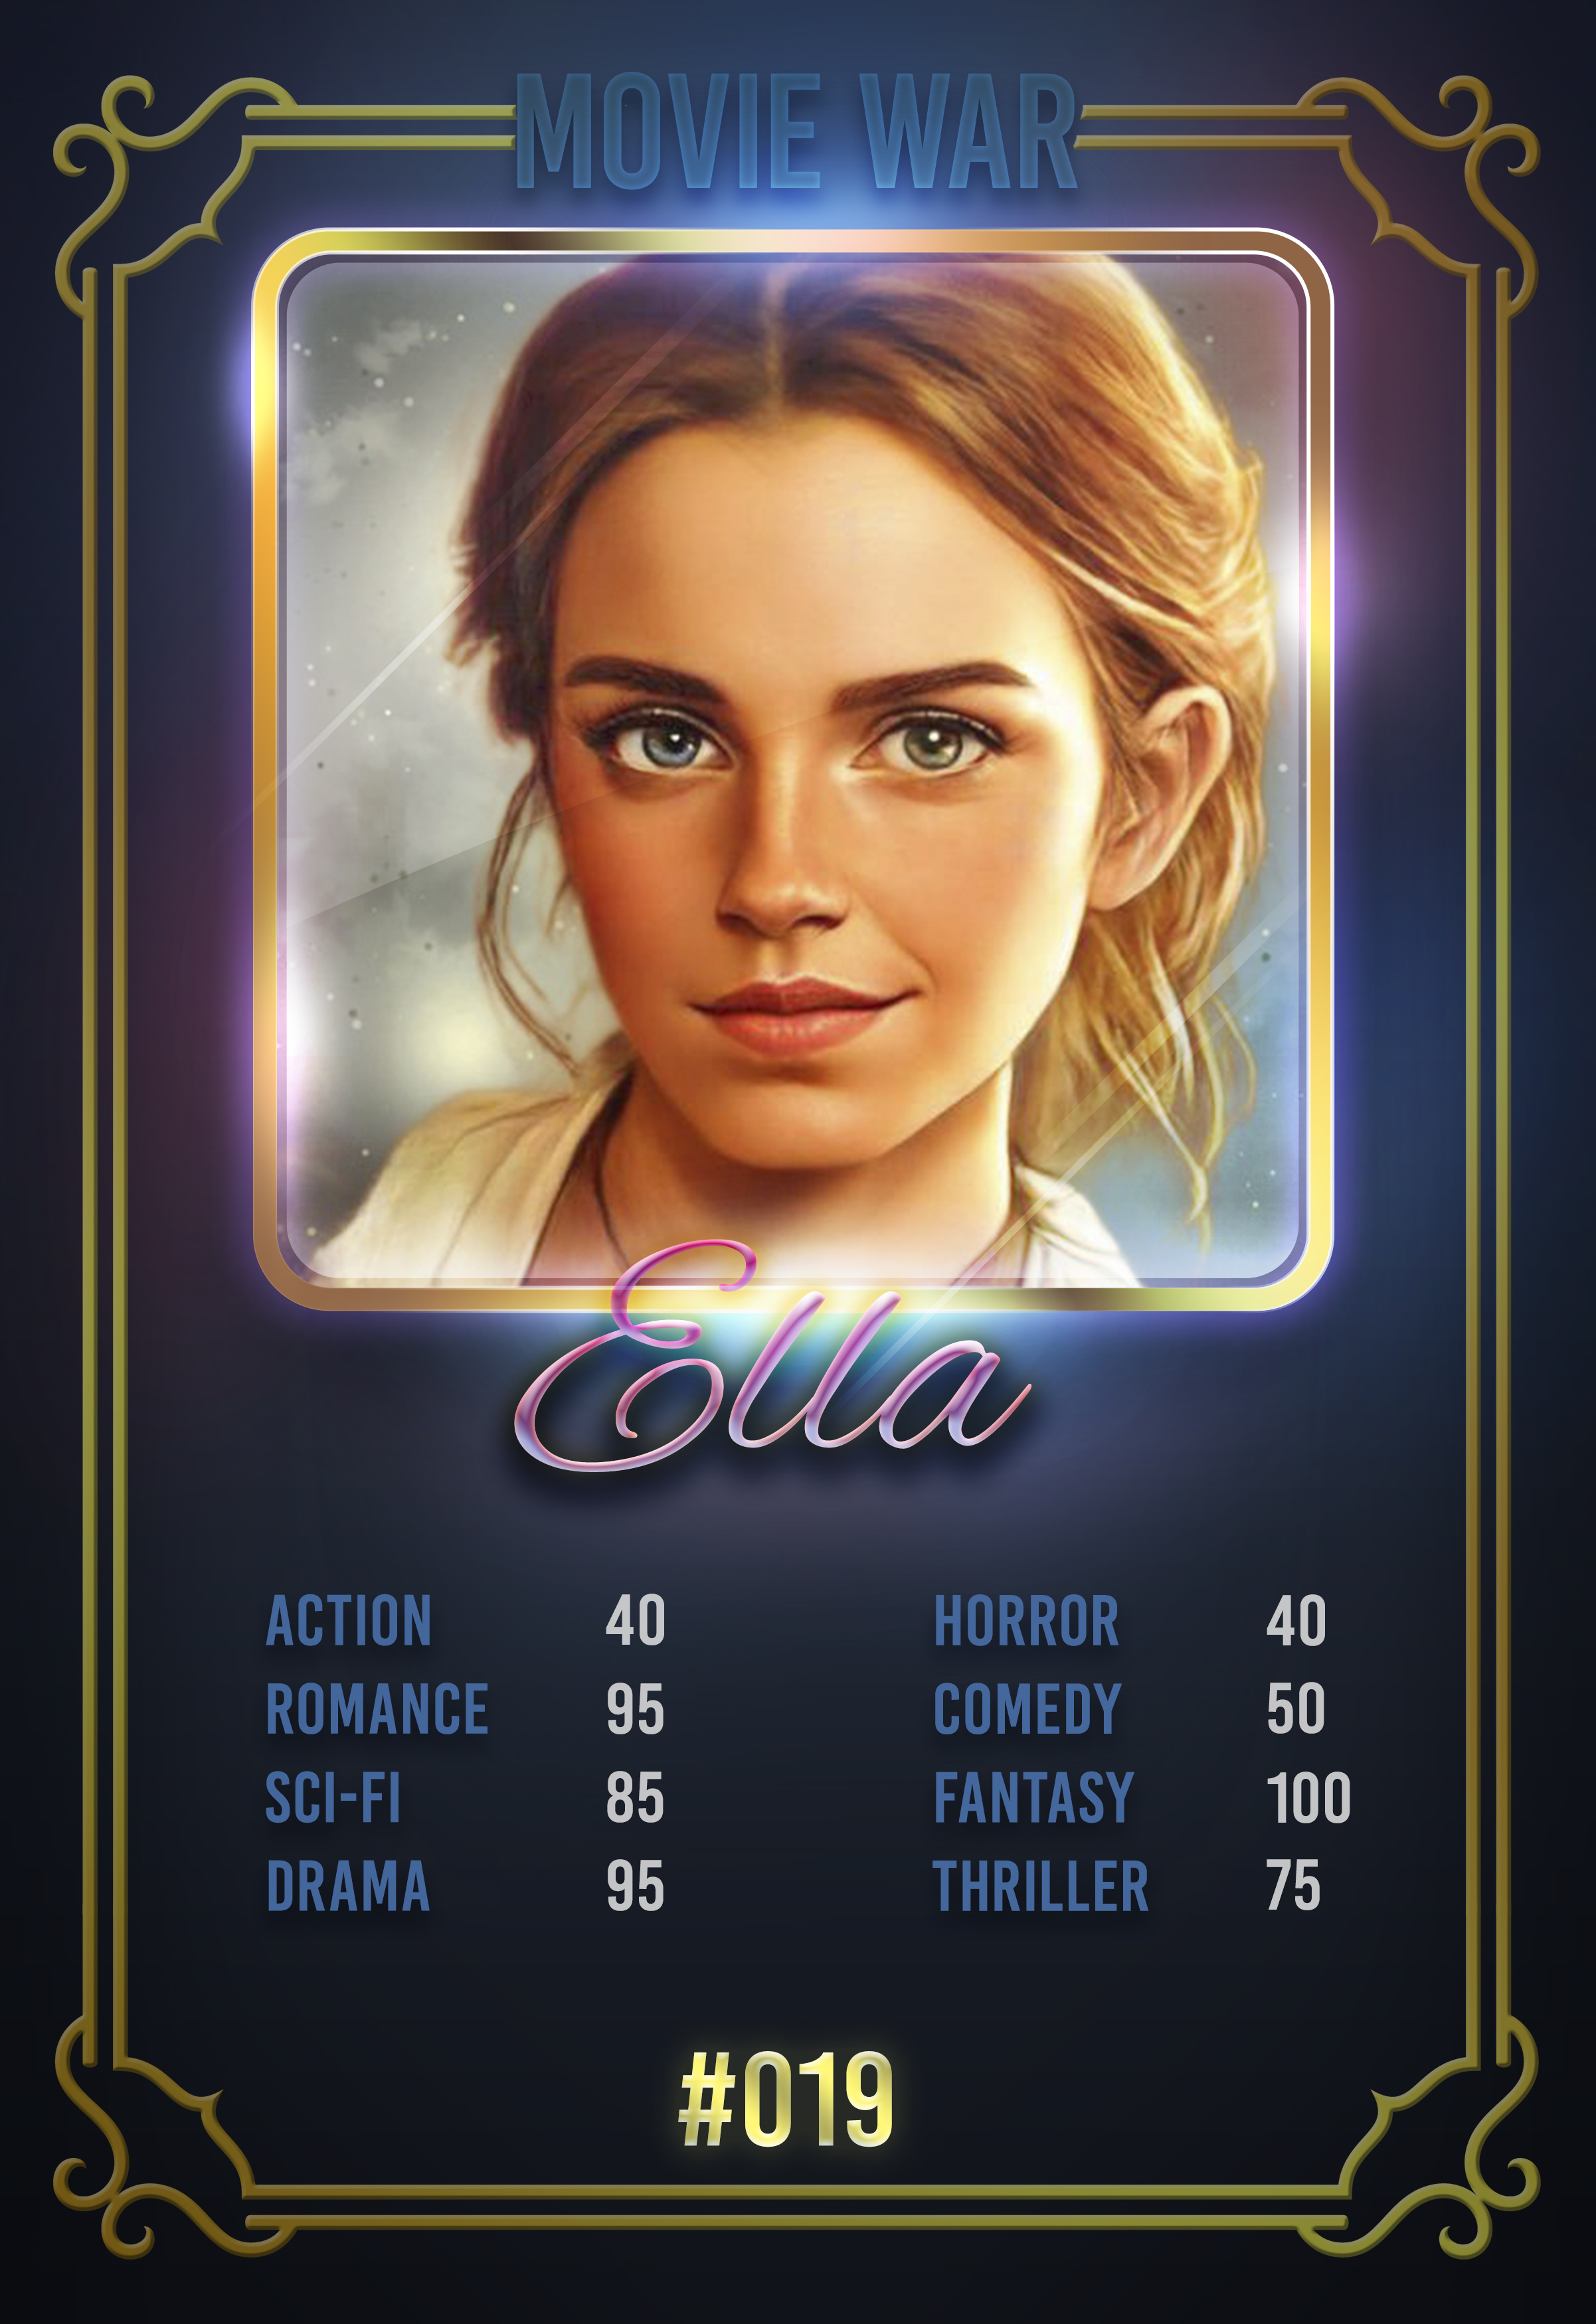 MOVIE WAR
Ella
ACTION 40 HORROR 40
ROMANCE 95 COMEDY 50
SCI-FI 85 FANTASY 100
DRAMA 95 THRILLER 75
#019